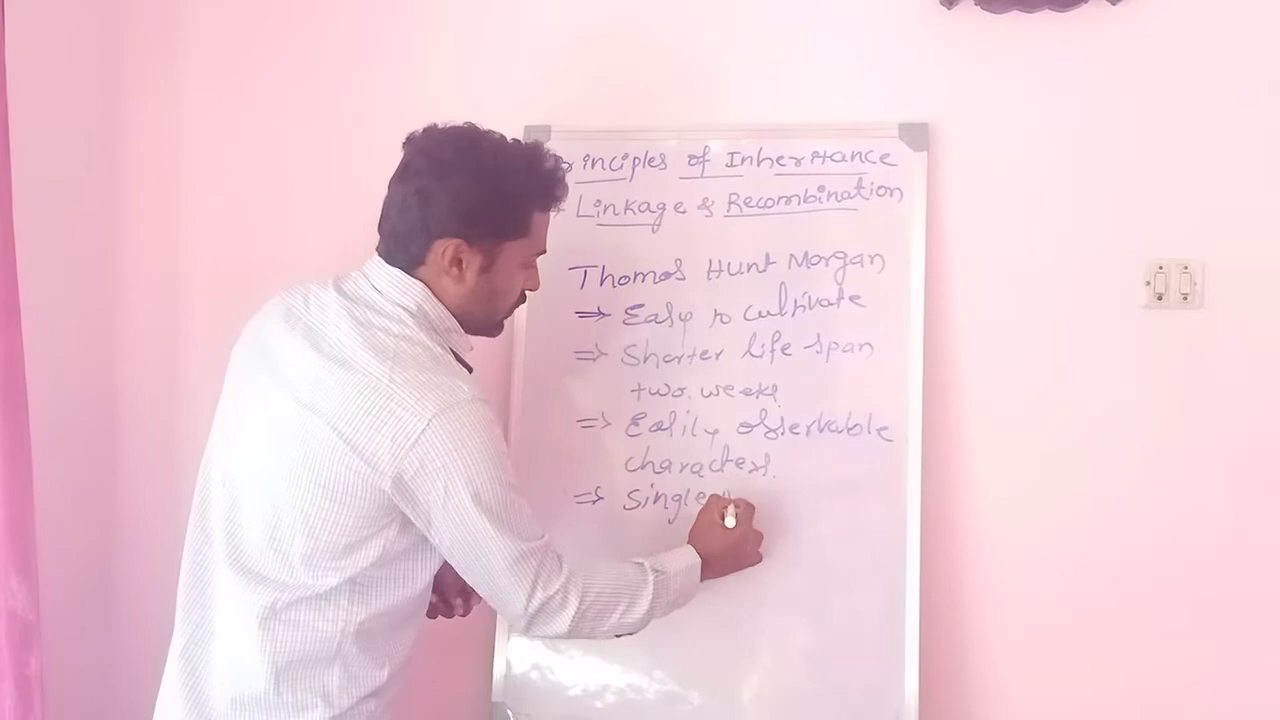 rinciples of Inheritance
Linkage & Recombination
Thomas Hunt Morgan
⇒ Easy to cultivate
⇒ Shorter life span
two weeks.
⇒ Easily observable
characters.
⇒ Single